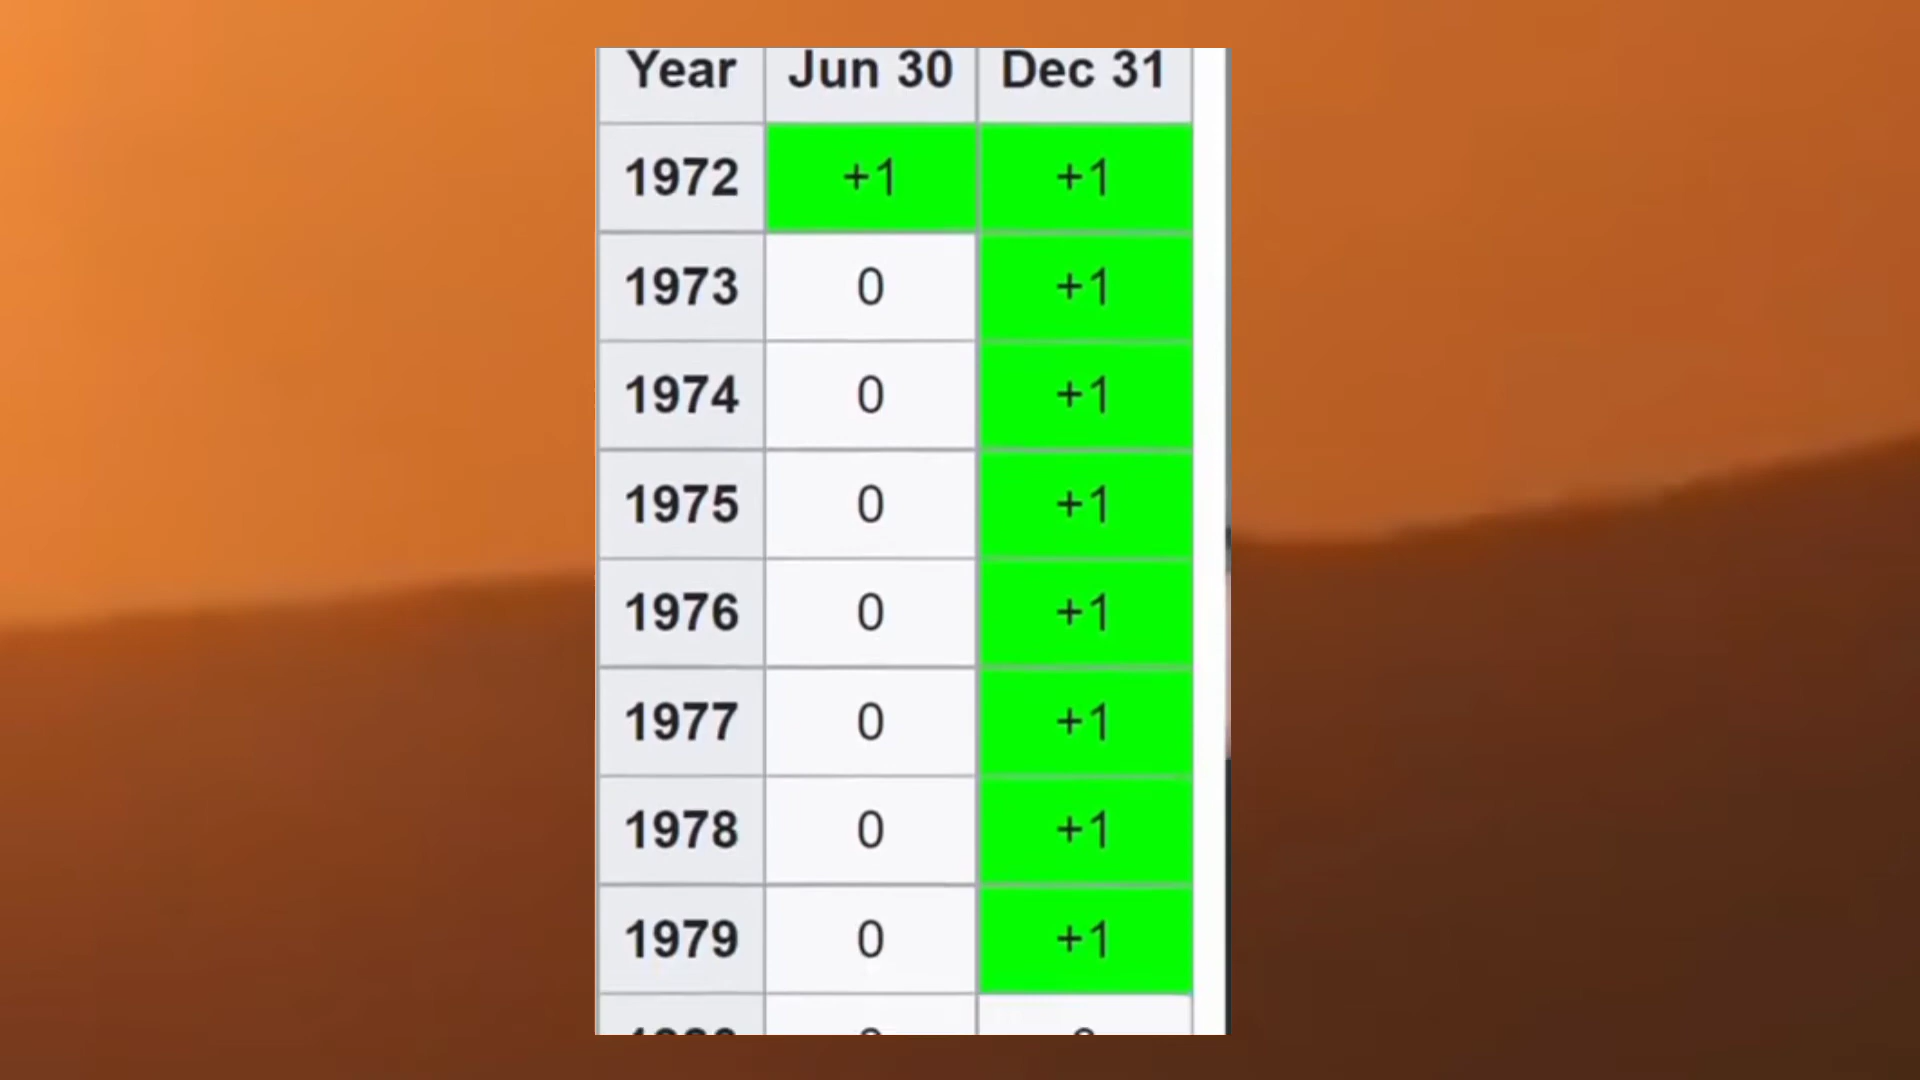 Year Jun 30 Dec 31
1972 +1 +1
1973 0 +1
1974 0 +1
1975 0 +1
1976 0 +1
1977 0 +1
1978 0 +1
1979 0 +1